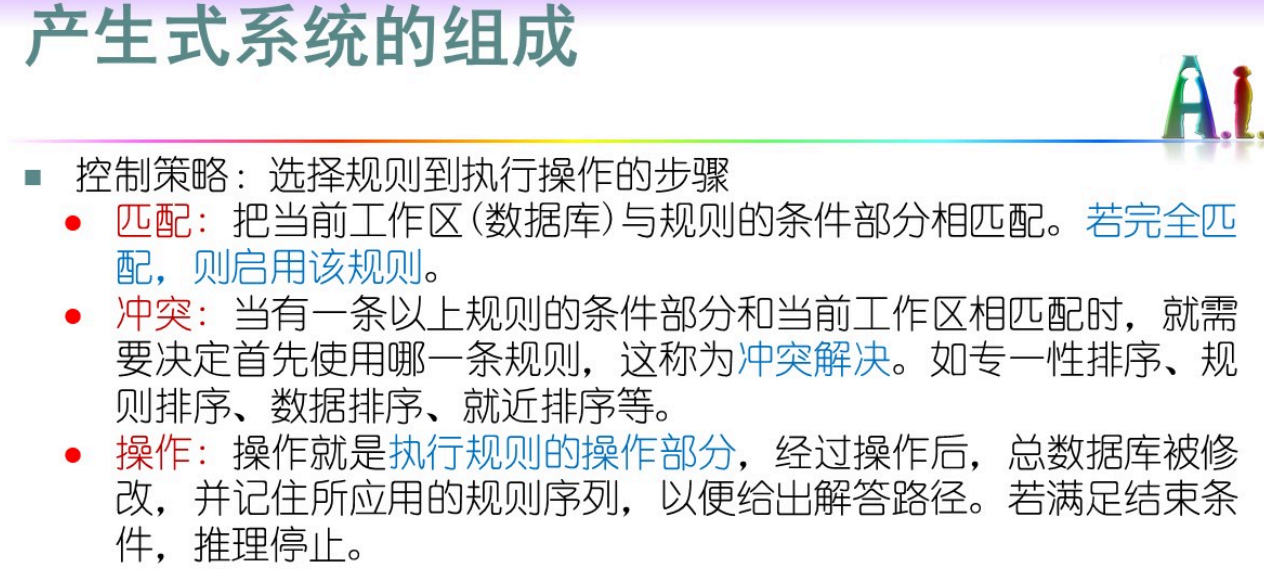 产生式系统的组成
A.I.
控制策略：选择规则到执行操作的步骤
匹配：把当前工作区(数据库)与规则的条件部分相匹配。若完全匹
配，则启用该规则。
冲突：当有一条以上规则的条件部分和当前工作区相匹配时，就需
要决定首先使用哪一条规则，这称为冲突解决。如专一性排序、规
则排序、数据排序、就近排序等。
操作：操作就是执行规则的操作部分，经过操作后，总数据库被修
改，并记住所应用的规则序列，以便给出解答路径。若满足结束条
件，推理停止。